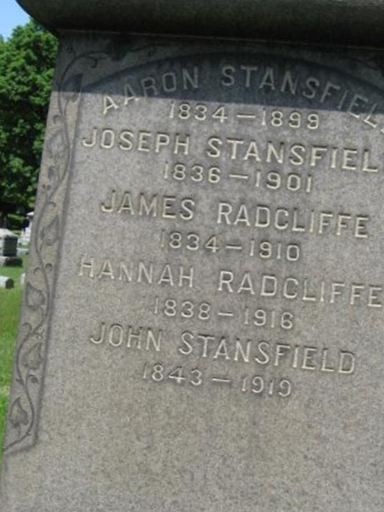 AARON STANSFIEL
1834 — 1899
JOSEPH STANSFIEL
1836 — 1901
JAMES RADCLIFFE
1834 — 1910
HANNAH RADCLIFFE
1838 — 1916
JOHN STANSFIELD
1843 — 1919